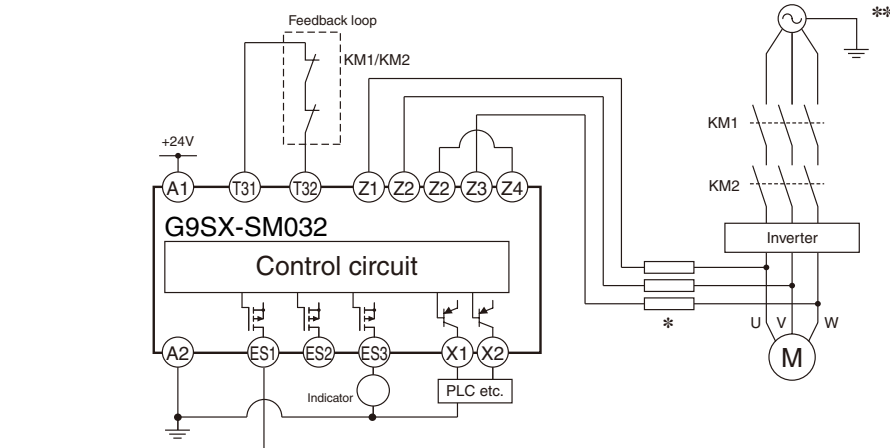 Feedback loop
**
KM1/KM2
KM1
+24V
A1
T31
T32
Z1
Z2
Z2
Z3
Z4
KM2
G9SX-SM032
Inverter
Control circuit
*
U
V
W
A2
ES1
ES2
ES3
X1
X2
M
Indicator
PLC etc.